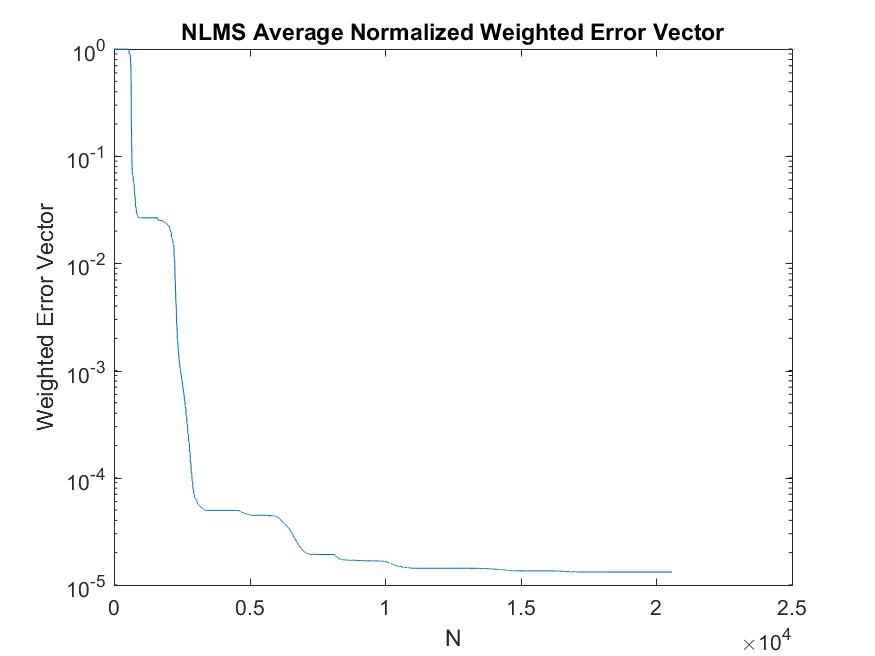 NLMS Average Normalized Weighted Error Vector
10^0
10^-1
10^-2
10^-3
10^-4
10^-5
Weighted Error Vector
0 0.5 1 1.5 2 2.5
N
×10^4